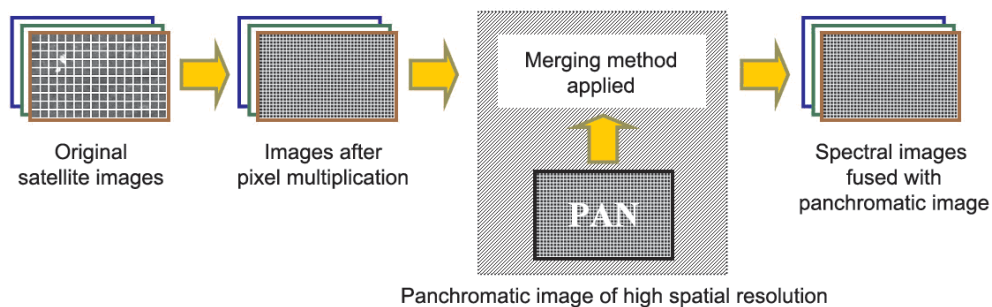 Original
satellite images
Images after
pixel multiplication
Merging method
applied
PAN
Panchromatic image of high spatial resolution
Spectral images
fused with
panchromatic image